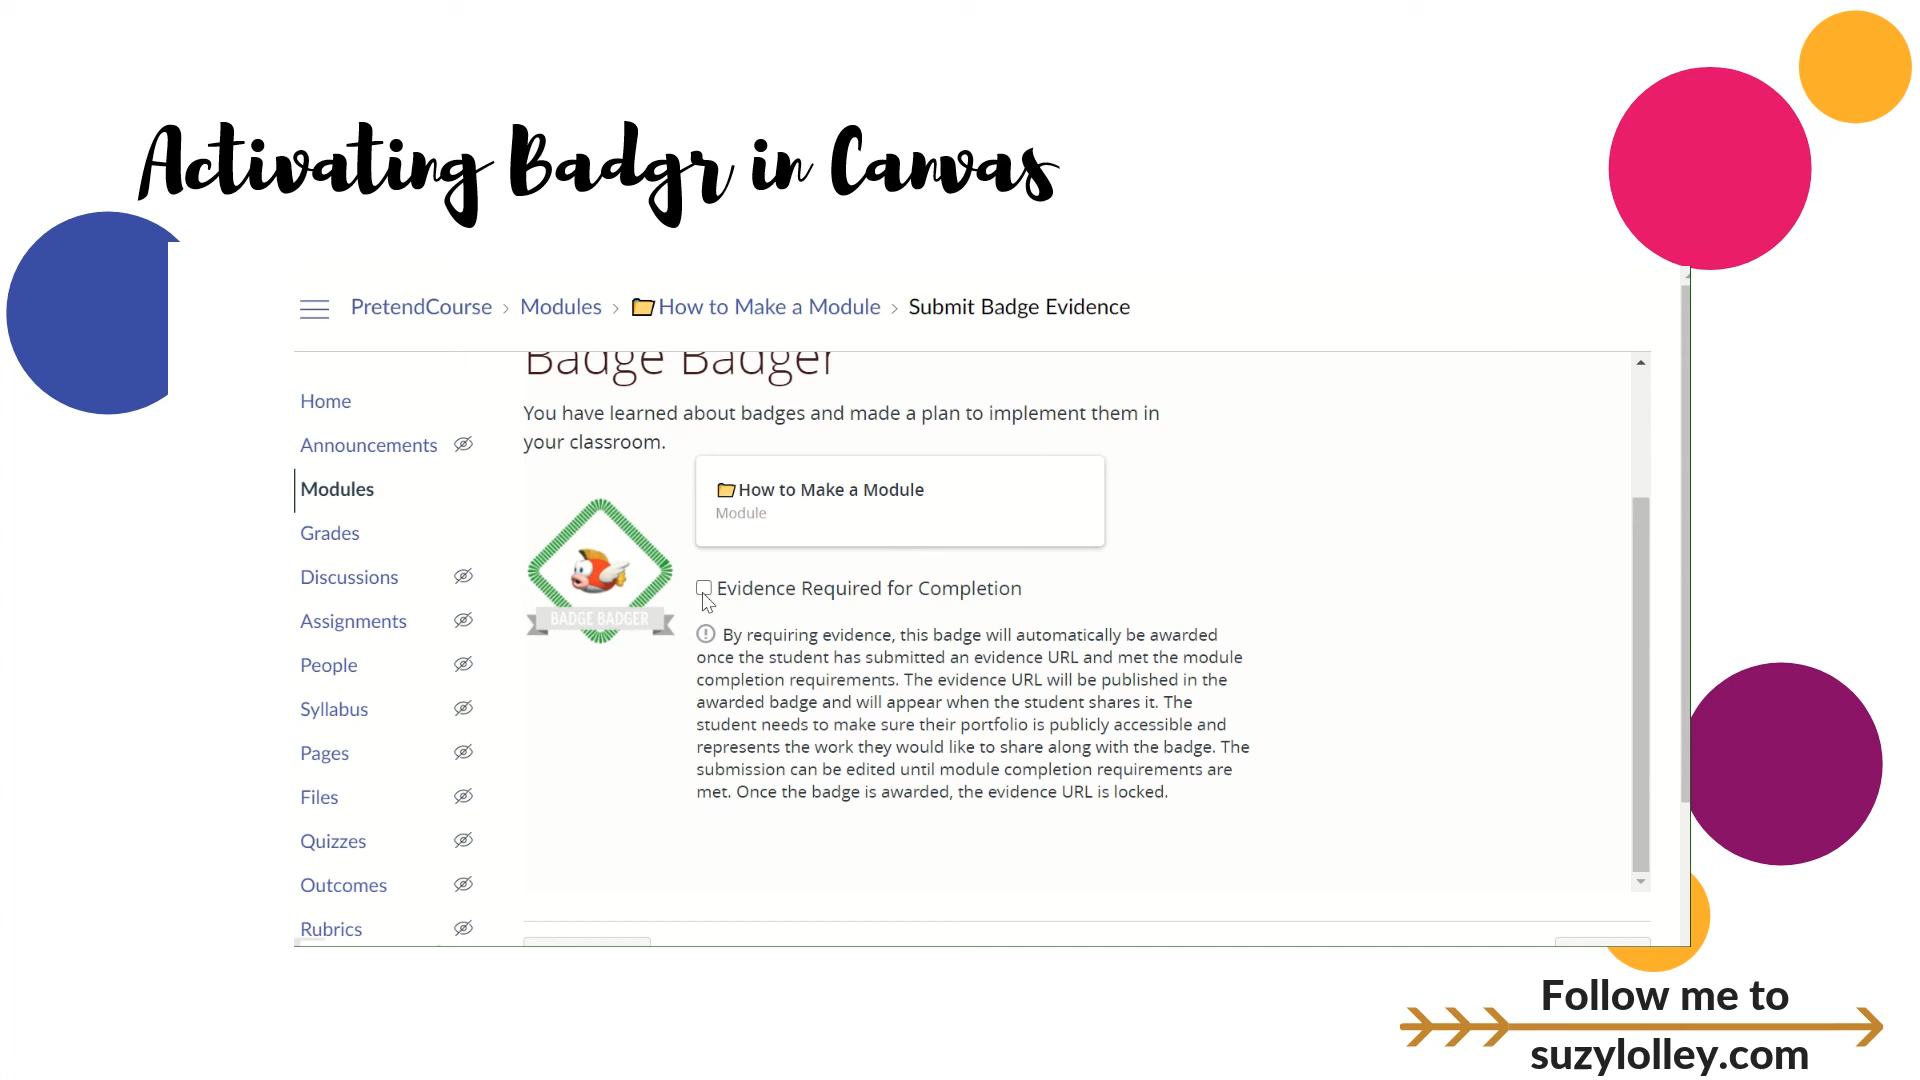 Activating Badgr in Canvas
PretendCourse > Modules > How to Make a Module > Submit Badge Evidence
Badge Badger
You have learned about badges and made a plan to implement them in
your classroom.
How to Make a Module
Module
BADGE BADGER
Evidence Required for Completion
By requiring evidence, this badge will automatically be awarded
once the student has submitted an evidence URL and met the module
completion requirements. The evidence URL will be published in the
awarded badge and will appear when the student shares it. The
student needs to make sure their portfolio is publicly accessible and
represents the work they would like to share along with the badge. The
submission can be edited until module completion requirements are
met. Once the badge is awarded, the evidence URL is locked.
Home
Announcements
Modules
Grades
Discussions
Assignments
People
Syllabus
Pages
Files
Quizzes
Outcomes
Rubrics
Follow me to
suzylolley.com